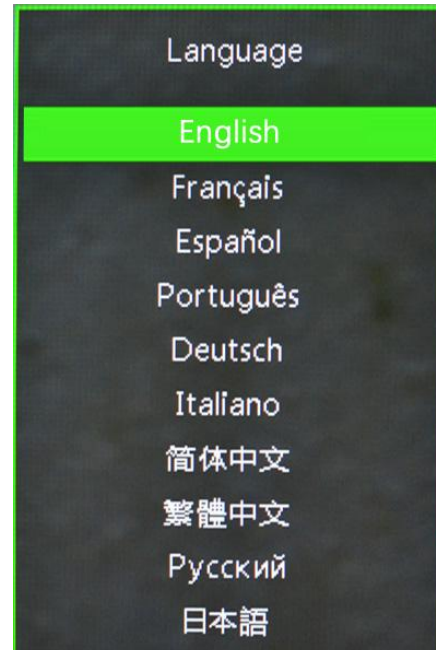 Language
English
Français
Español
Português
Deutsch
Italiano
简体中文
繁體中文
Русский
日本語